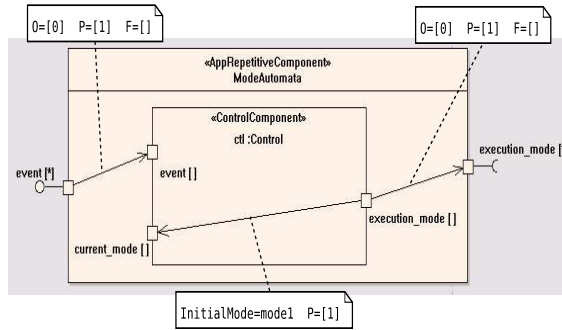 O=[0] P=[1] F=[]
O=[0] P=[1] F=[]
«AppRepetitiveComponent»
ModeAutomata
«ControlComponent»
ctl :Control
execution_mode [
event [*]
event []
execution_mode []
current_mode []
InitialMode=mode1 P=[1]